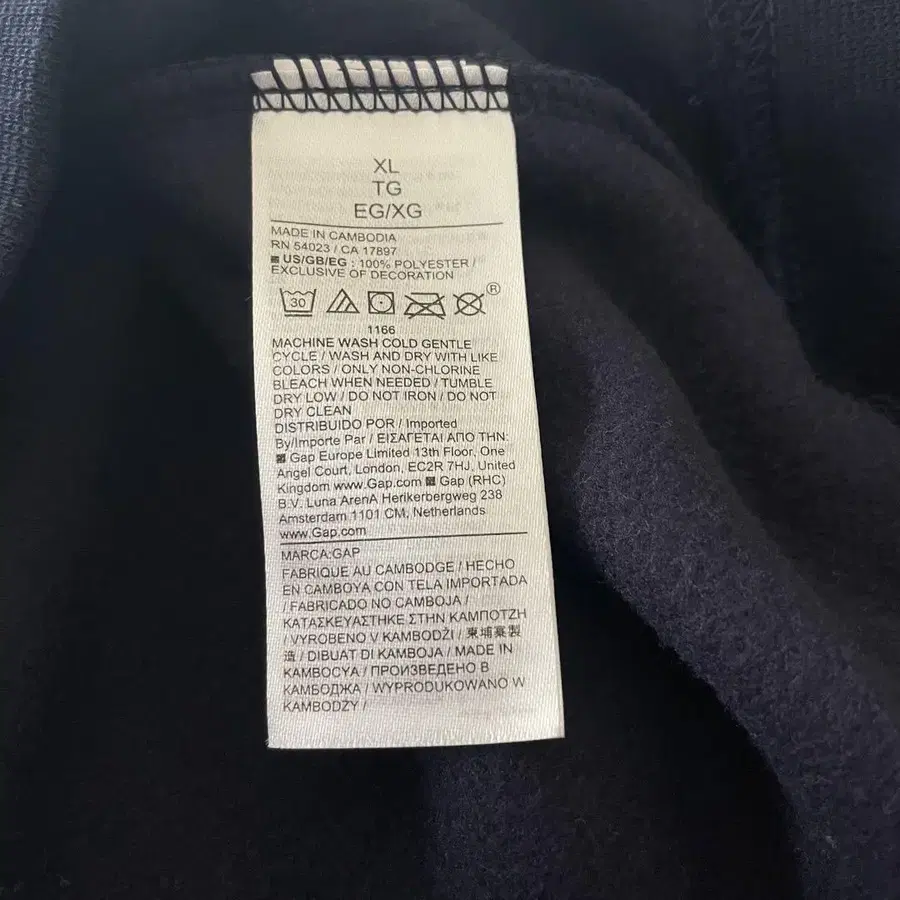 XL
TG
EG/XG
MADE IN CAMBODIA
RN 54023 / CA 17897
US/GB/EG : 100% POLYESTER /
EXCLUSIVE OF DECORATION
30 ®
1166
MACHINE WASH COLD GENTLE
CYCLE / WASH AND DRY WITH LIKE
COLORS / ONLY NON-CHLORINE
BLEACH WHEN NEEDED / TUMBLE
DRY LOW / DO NOT IRON / DO NOT
DRY CLEAN
DISTRIBUIDO POR / Imported
By/Importe Par / ΕΙΣΑΓΕΤΑΙ ΑΠΟ ΤΗΝ:
Gap Europe Limited 13th Floor, One
Angel Court, London, EC2R 7HJ, United
Kingdom www.Gap.com Gap (RHC)
B.V. Luna ArenA Herikerbergweg 238
Amsterdam 1101 CM, Netherlands
www.Gap.com
MARCA:GAP
FABRIQUE AU CAMBODGE / HECHO
EN CAMBOYA CON TELA IMPORTADA
/ FABRICADO NO CAMBOJA /
ΚΑΤΑΣΚΕΥΑΣΤΗΚΕ ΣΤΗΝ ΚΑΜΠΟΤΖΗ
/ VYROBENO V KAMBODŽI / 柬埔寨製
造 / DIBUAT DI KAMBOJA / MADE IN
KAMBOCYA / ПРОИЗВЕДЕНО В
КАМБОДЖА / WYPRODUKOWANO W
KAMBODŻY /